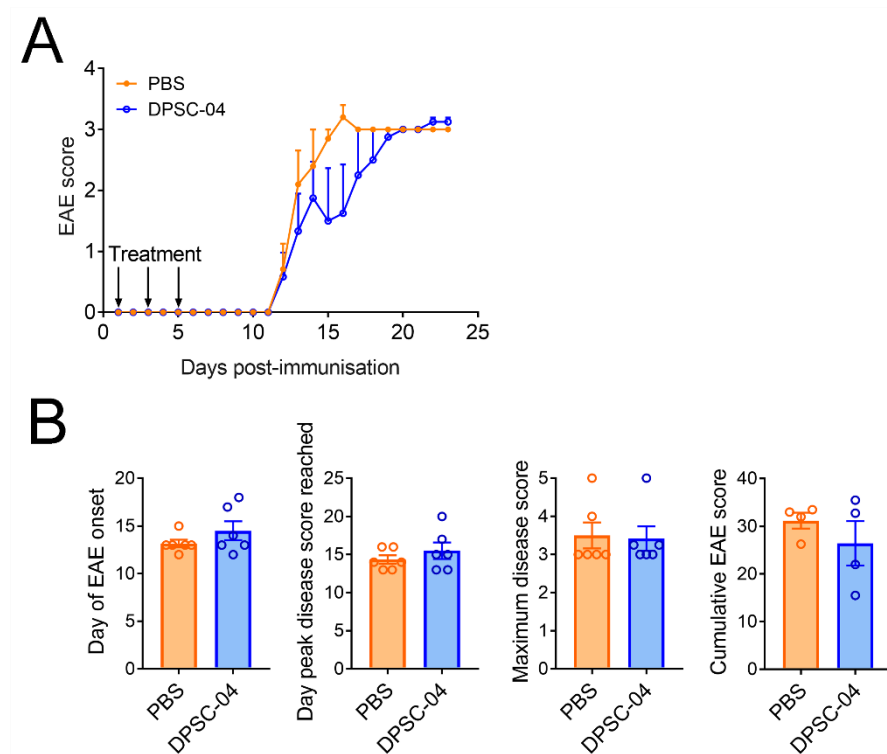 A
4
3
2
1
0
EAE score
PBS
DPSC-04
Treatment
0 5 10 15 20 25
Days post-immunisation
B
20
15
10
5
0
Day of EAE onset
PBS DPSC-04
25
20
15
10
5
0
Day peak disease score reached
PBS DPSC-04
5
4
3
2
1
0
Maximum disease score
PBS DPSC-04
40
30
20
10
0
Cumulative EAE score
PBS DPSC-04